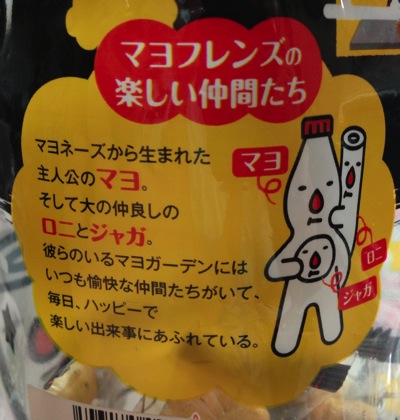 マヨフレンズの
楽しい仲間たち
マヨネーズから生まれた
主人公のマヨ。
そして大の仲良しの
ロニとジャガ。
彼らのいるマヨガーデンには
いつも愉快な仲間たちがいて、
毎日、ハッピーで
楽しい出来事にあふれている。
マヨ
ロニ
ジャガ